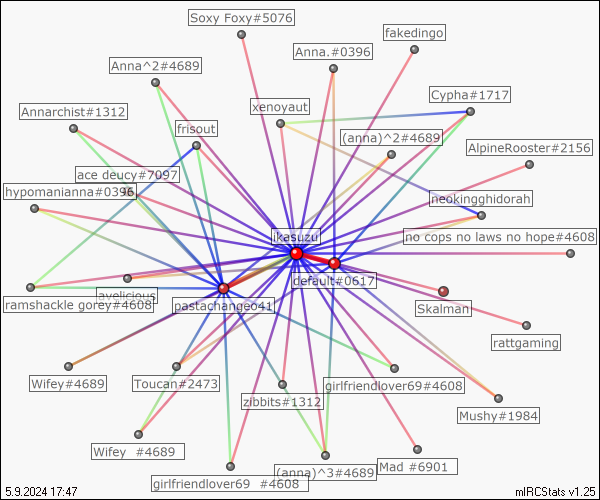 Soxy Foxy#5076
fakedingo
Anna.#0396
Anna^2#4689
Cypha#1717
xenoyaut
Annarchist#1312
frisout
(anna)^2#4689
AlpineRooster#2156
ace deucy#7097
hypomanianna#0396
neokingghidorah
ikasuzu
no cops no laws no hope#4608
default#0617
avelicious
ramshackle gorey#4608
pastachangeo41
Skalman
rattgaming
Wifey#4689
Toucan#2473
girlfriendlover69#4608
zibbits#1312
Mushy#1984
Wifey  #4689
(anna)^3#4689
Mad #6901
girlfriendlover69  #4608
5.9.2024 17:47
mIRCStats v1.25